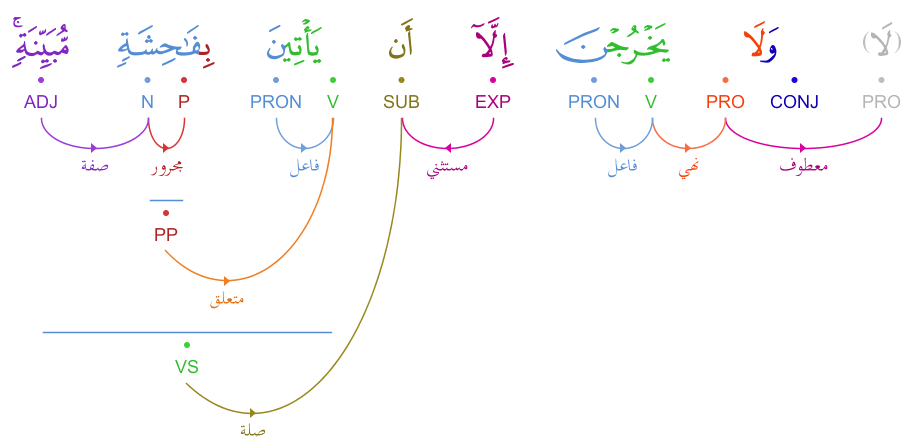 (لَا) وَلَا يَخْرُجْنَ إِلَّآ أَن يَأْتِينَ بِفَـٰحِشَةٍ مُّبَيِّنَةٍ ۚ
PRO CONJ PRO V PRON EXP SUB V PRON P N ADJ
معطوف نهي فاعل مستثني فاعل مجرور صفة
PP
متعلق
VS
صلة